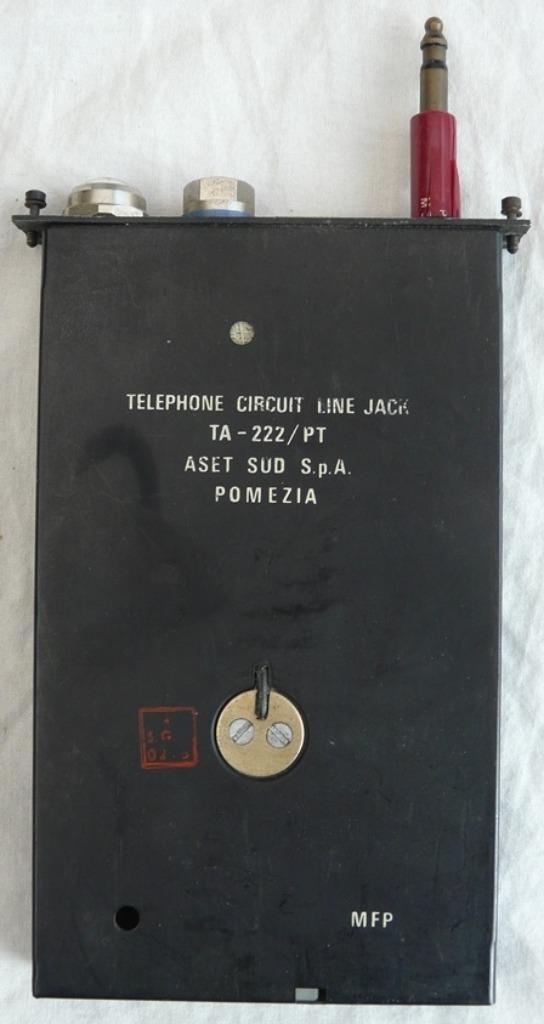 TELEPHONE CIRCUIT LINE JACK
TA-222/PT
ASET SUD S.p.A.
POMEZIA
MFP